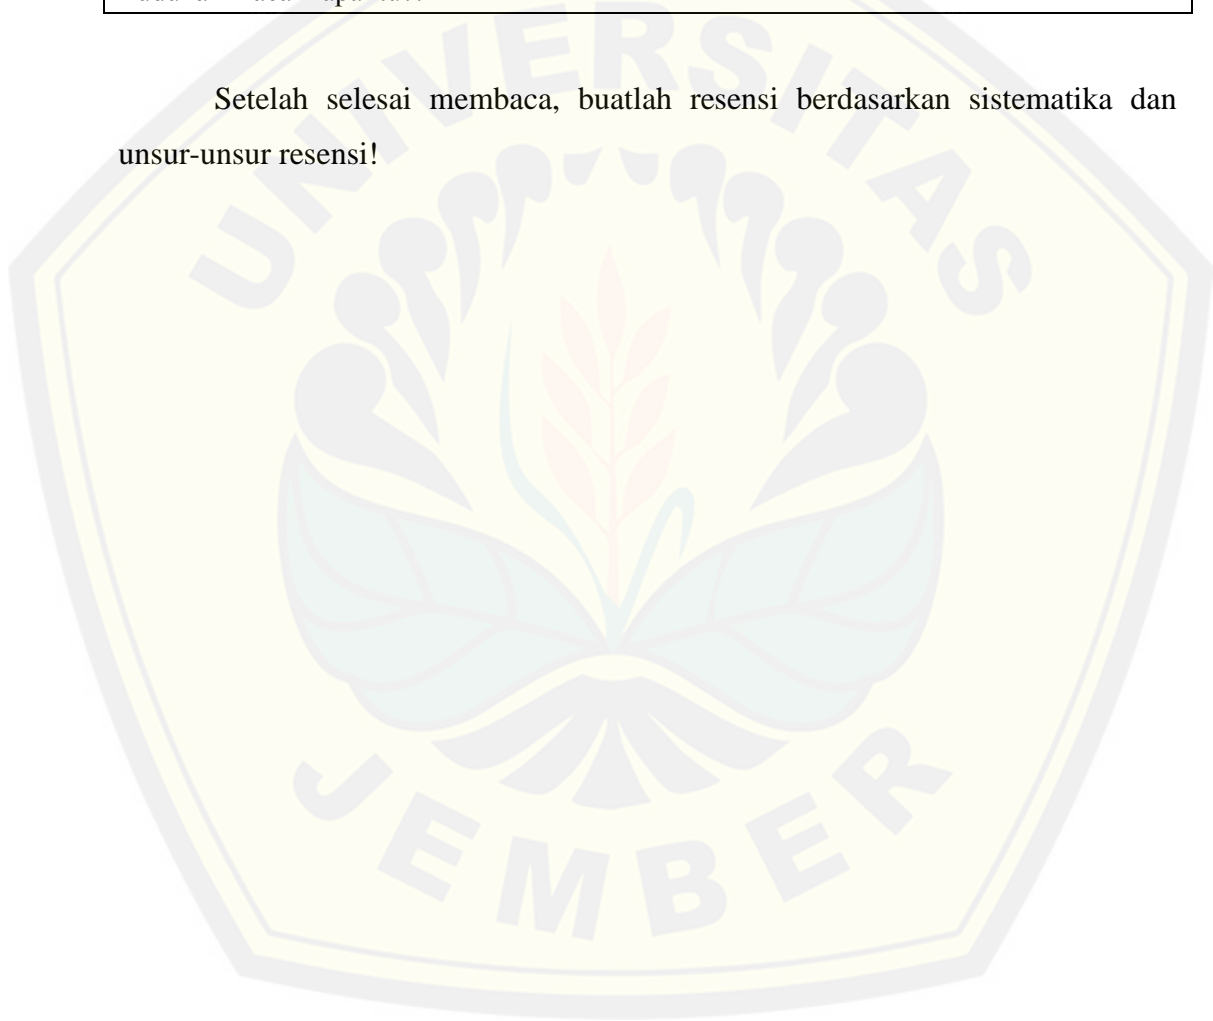 Setelah selesai membaca, buatlah resensi berdasarkan sistematika dan
unsur-unsur resensi!
UNIVERSITAS
JEMBER